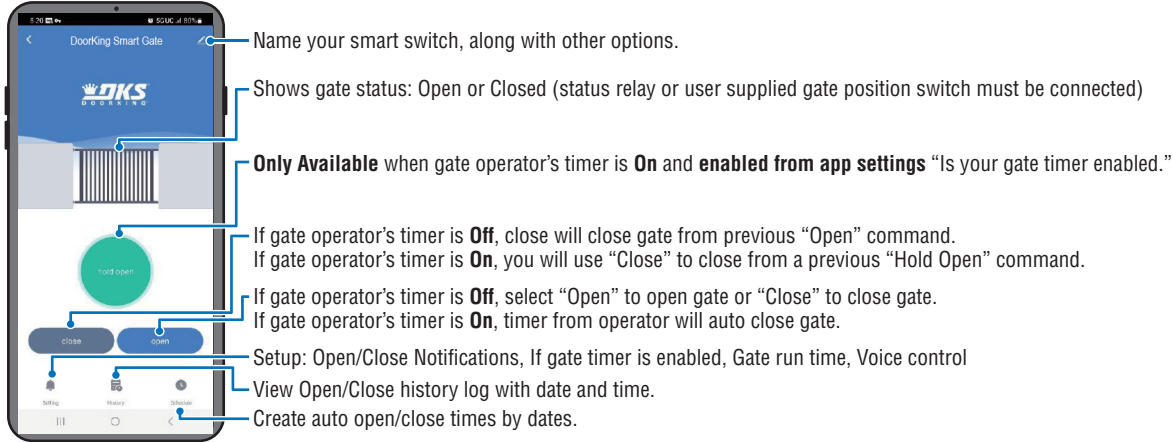 5:20
5G UC 80%
DoorKing Smart Gate
Name your smart switch, along with other options.
DKS
DOORKING
Shows gate status: Open or Closed (status relay or user supplied gate position switch must be connected)
Only Available when gate operator's timer is On and enabled from app settings “Is your gate timer enabled.”
hold open
If gate operator's timer is Off, close will close gate from previous “Open” command.
If gate operator's timer is On, you will use “Close” to close from a previous “Hold Open” command.
If gate operator's timer is Off, select “Open” to open gate or “Close” to close gate.
If gate operator's timer is On, timer from operator will auto close gate.
close
open
Setup: Open/Close Notifications, If gate timer is enabled, Gate run time, Voice control
View Open/Close history log with date and time.
Setting
History
Schedule
Create auto open/close times by dates.